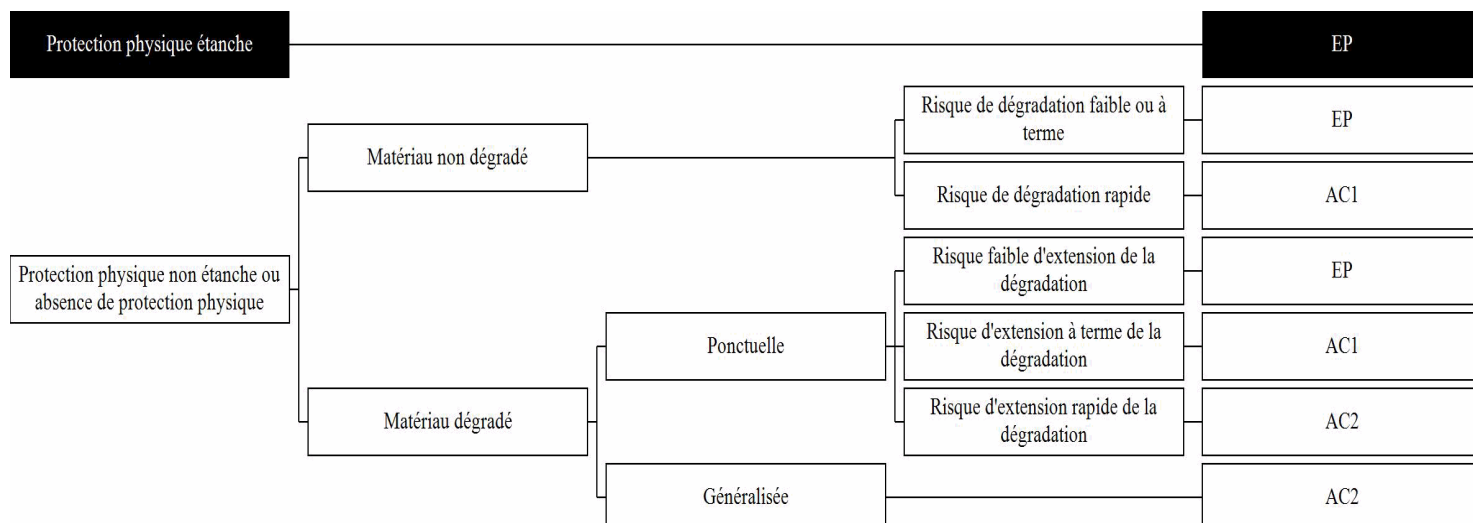 Protection physique étanche
EP
Risque de dégradation faible ou à
terme
EP
Matériau non dégradé
Risque de dégradation rapide
AC1
Protection physique non étanche ou
absence de protection physique
Risque faible d'extension de la
dégradation
EP
Ponctuelle
Risque d'extension à terme de la
dégradation
AC1
Matériau dégradé
Risque d'extension rapide de la
dégradation
AC2
Généralisée
AC2